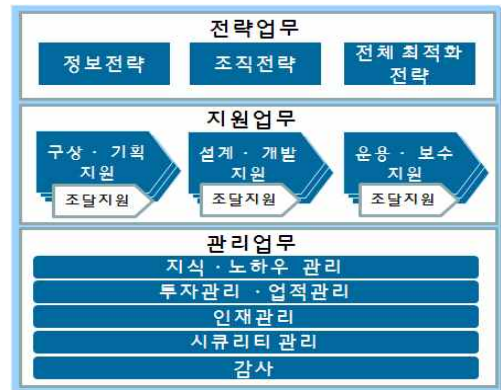 전략업무
정보전략
조직전략
전체 최적화
전략
지원업무
구상 · 기획
지원
조달지원
설계 · 개발
지원
조달지원
운용 · 보수
지원
조달지원
관리업무
지식 · 노하우 관리
투자관리 · 업적관리
인재관리
시큐리티 관리
감사